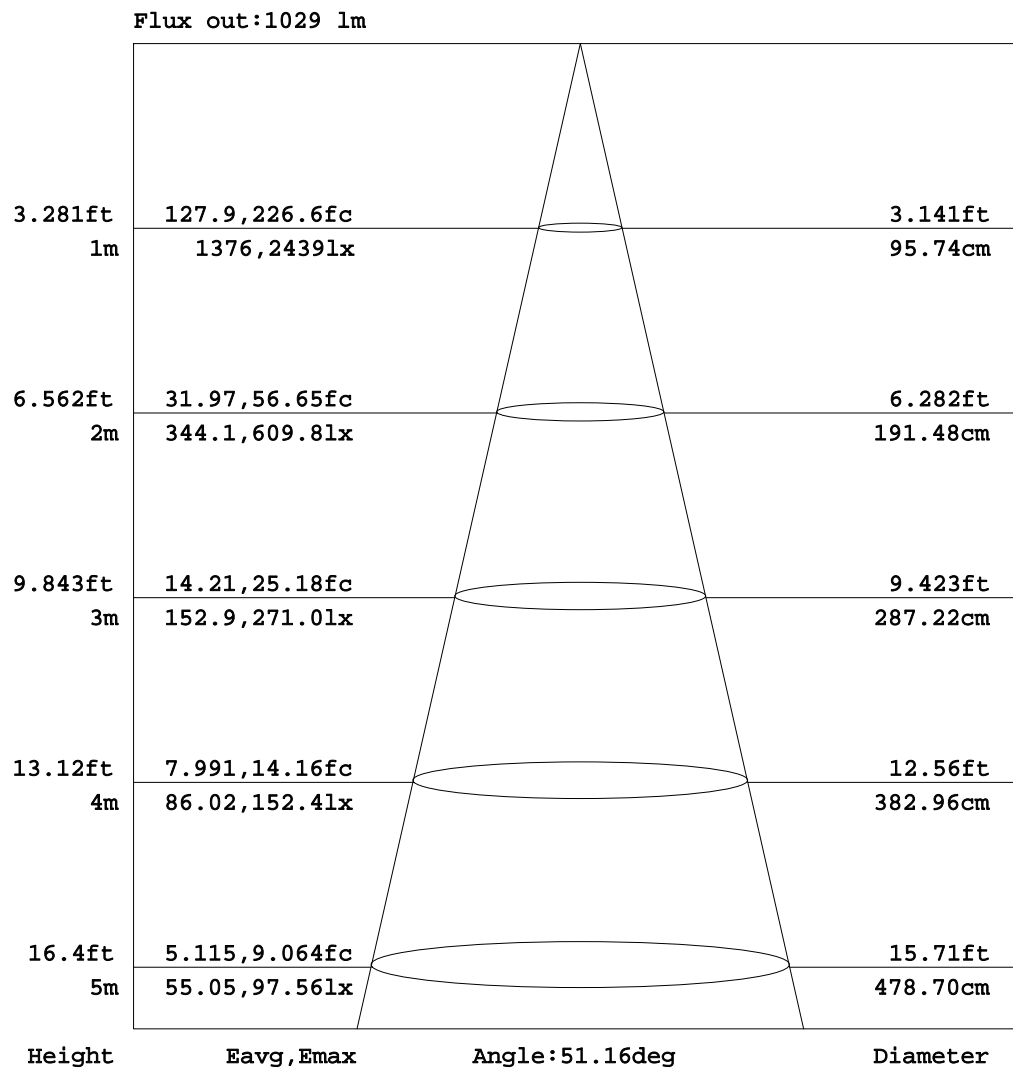 Flux out:1029 lm
3.281ft 127.9,226.6fc 3.141ft
1m 1376,2439lx 95.74cm
6.562ft 31.97,56.65fc 6.282ft
2m 344.1,609.8lx 191.48cm
9.843ft 14.21,25.18fc 9.423ft
3m 152.9,271.0lx 287.22cm
13.12ft 7.991,14.16fc 12.56ft
4m 86.02,152.4lx 382.96cm
16.4ft 5.115,9.064fc 15.71ft
5m 55.05,97.56lx 478.70cm
Height Eavg,Emax Angle:51.16deg Diameter